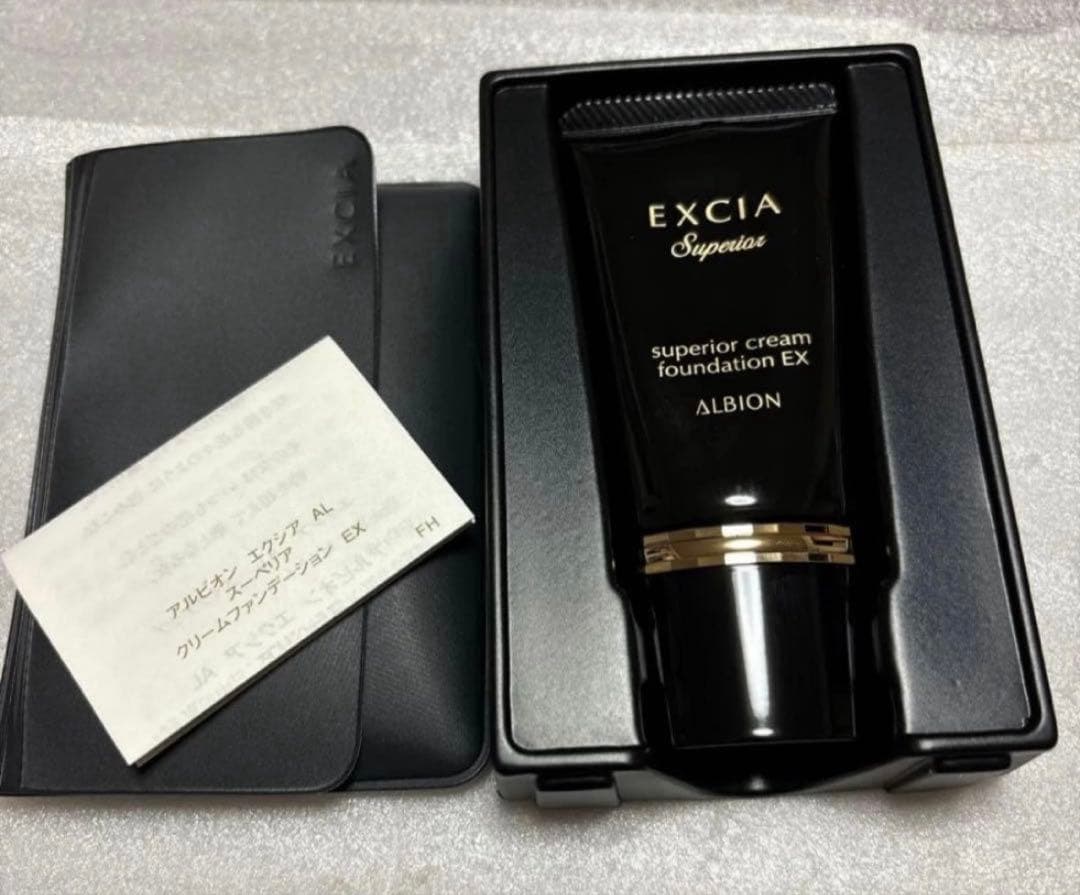 EXCIA
アルビオン エクシア AL
スーペリア
クリームファンデーション EX
FH
EXCIA
Superior
superior cream
foundation EX
ALBION